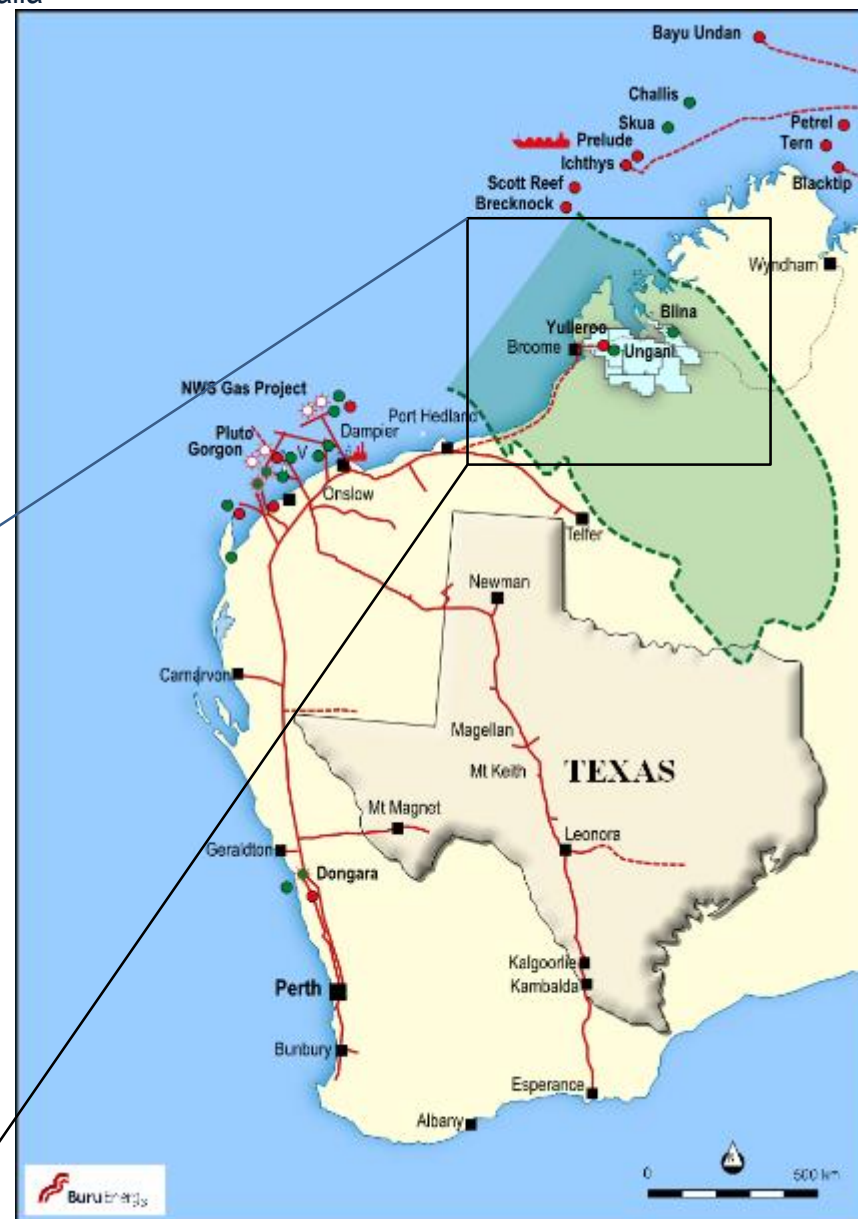 alia
Bayu Undan
Challis
Skua
Petrel
Prelude
Tern
Ichthys
Blacktip
Scott Reef
Brecknock
Wyndham
Blina
Yulleroo
Broome
Ungani
NWS Gas Project
Port Hedland
Pluto
Dampier
Gorgon
V
Onslow
Telfer
Newman
Carnarvon
Magellan
Mt Keith
TEXAS
Mt Magnet
Leonora
Geraldton
Dongara
Kalgoorlie
Kambalda
Perth
Bunbury
Esperance
Albany
0
500 km
Buru Energy